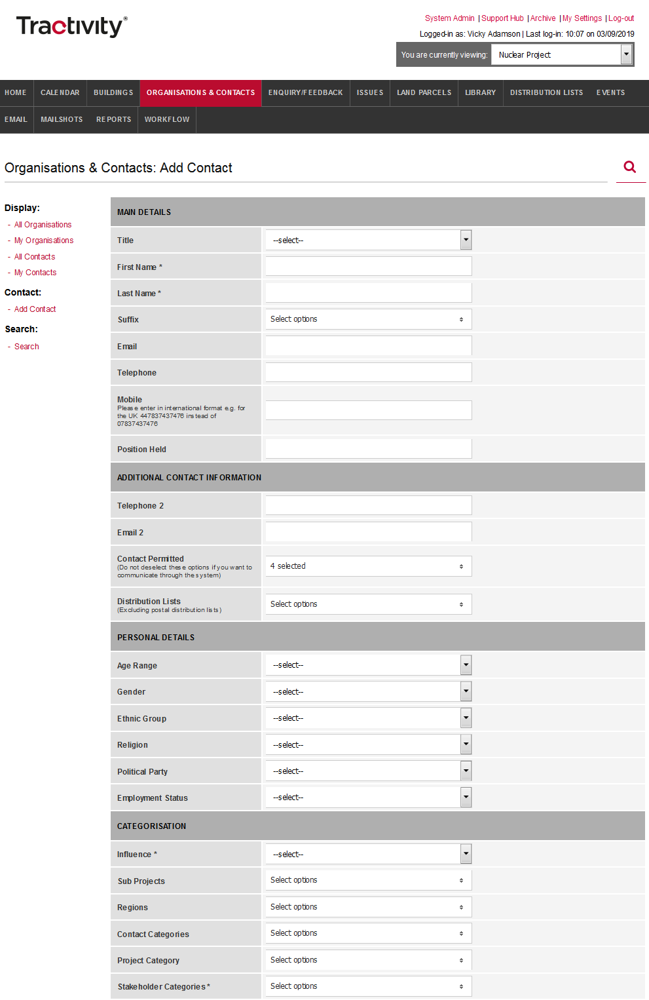 Tractivity®
System Admin | Support Hub | Archive | My Settings | Log-out
Logged-in as: Vicky Adamson | Last log-in: 10:07 on 03/09/2019
You are currently viewing: Nuclear Project
HOME CALENDAR BUILDINGS ORGANISATIONS & CONTACTS ENQUIRY/FEEDBACK ISSUES LAND PARCELS LIBRARY DISTRIBUTION LISTS EVENTS
EMAIL MAILSHOTS REPORTS WORKFLOW
Organisations & Contacts: Add Contact
Display:
- All Organisations
- My Organisations
- All Contacts
- My Contacts
Contact:
- Add Contact
Search:
- Search
MAIN DETAILS
Title --select--
First Name *
Last Name *
Suffix Select options
Email
Telephone
Mobile
Please enter in international format e.g. for
the UK 447837437476 instead of
07837437476
Position Held
ADDITIONAL CONTACT INFORMATION
Telephone 2
Email 2
Contact Permitted
(Do not deselect these options if you want to
communicate through the system)
4 selected
Distribution Lists
(Excluding postal distribution lists)
Select options
PERSONAL DETAILS
Age Range --select--
Gender --select--
Ethnic Group --select--
Religion --select--
Political Party --select--
Employment Status --select--
CATEGORISATION
Influence * --select--
Sub Projects Select options
Regions Select options
Contact Categories Select options
Project Category Select options
Stakeholder Categories * Select options